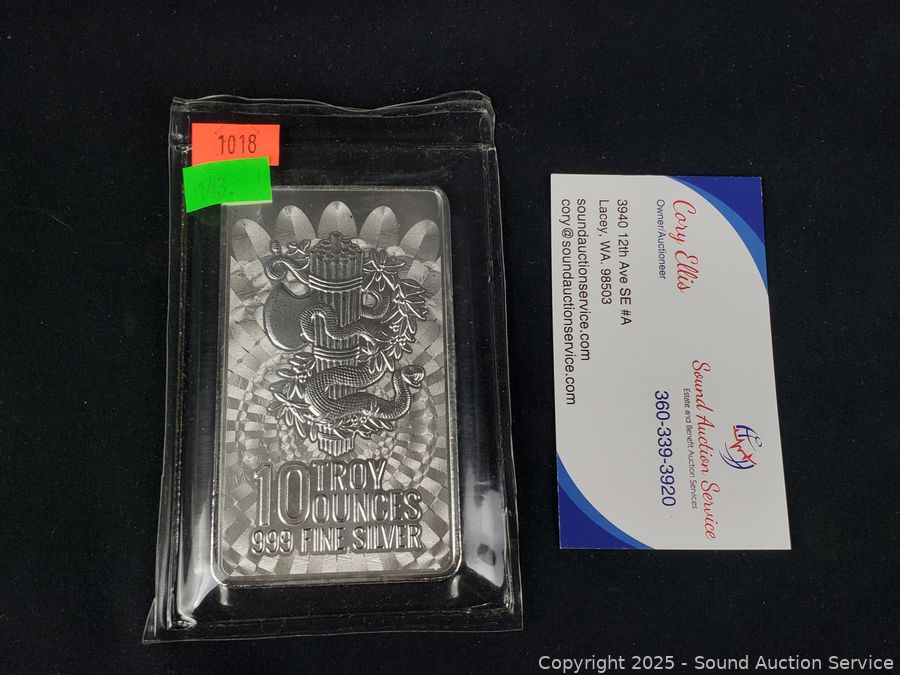 1018
143.
10 TROY
OUNCES
999 FINE SILVER
Cory Ellis
Owner/Auctioneer
3940 12th Ave SE #A
Lacey, WA. 98503
soundauctionservice.com
cory@soundauctionservice.com
Sound Auction Service
Estate and Benefit Auction Services
360-339-3920
Copyright © 2025 - Sound Auction Service